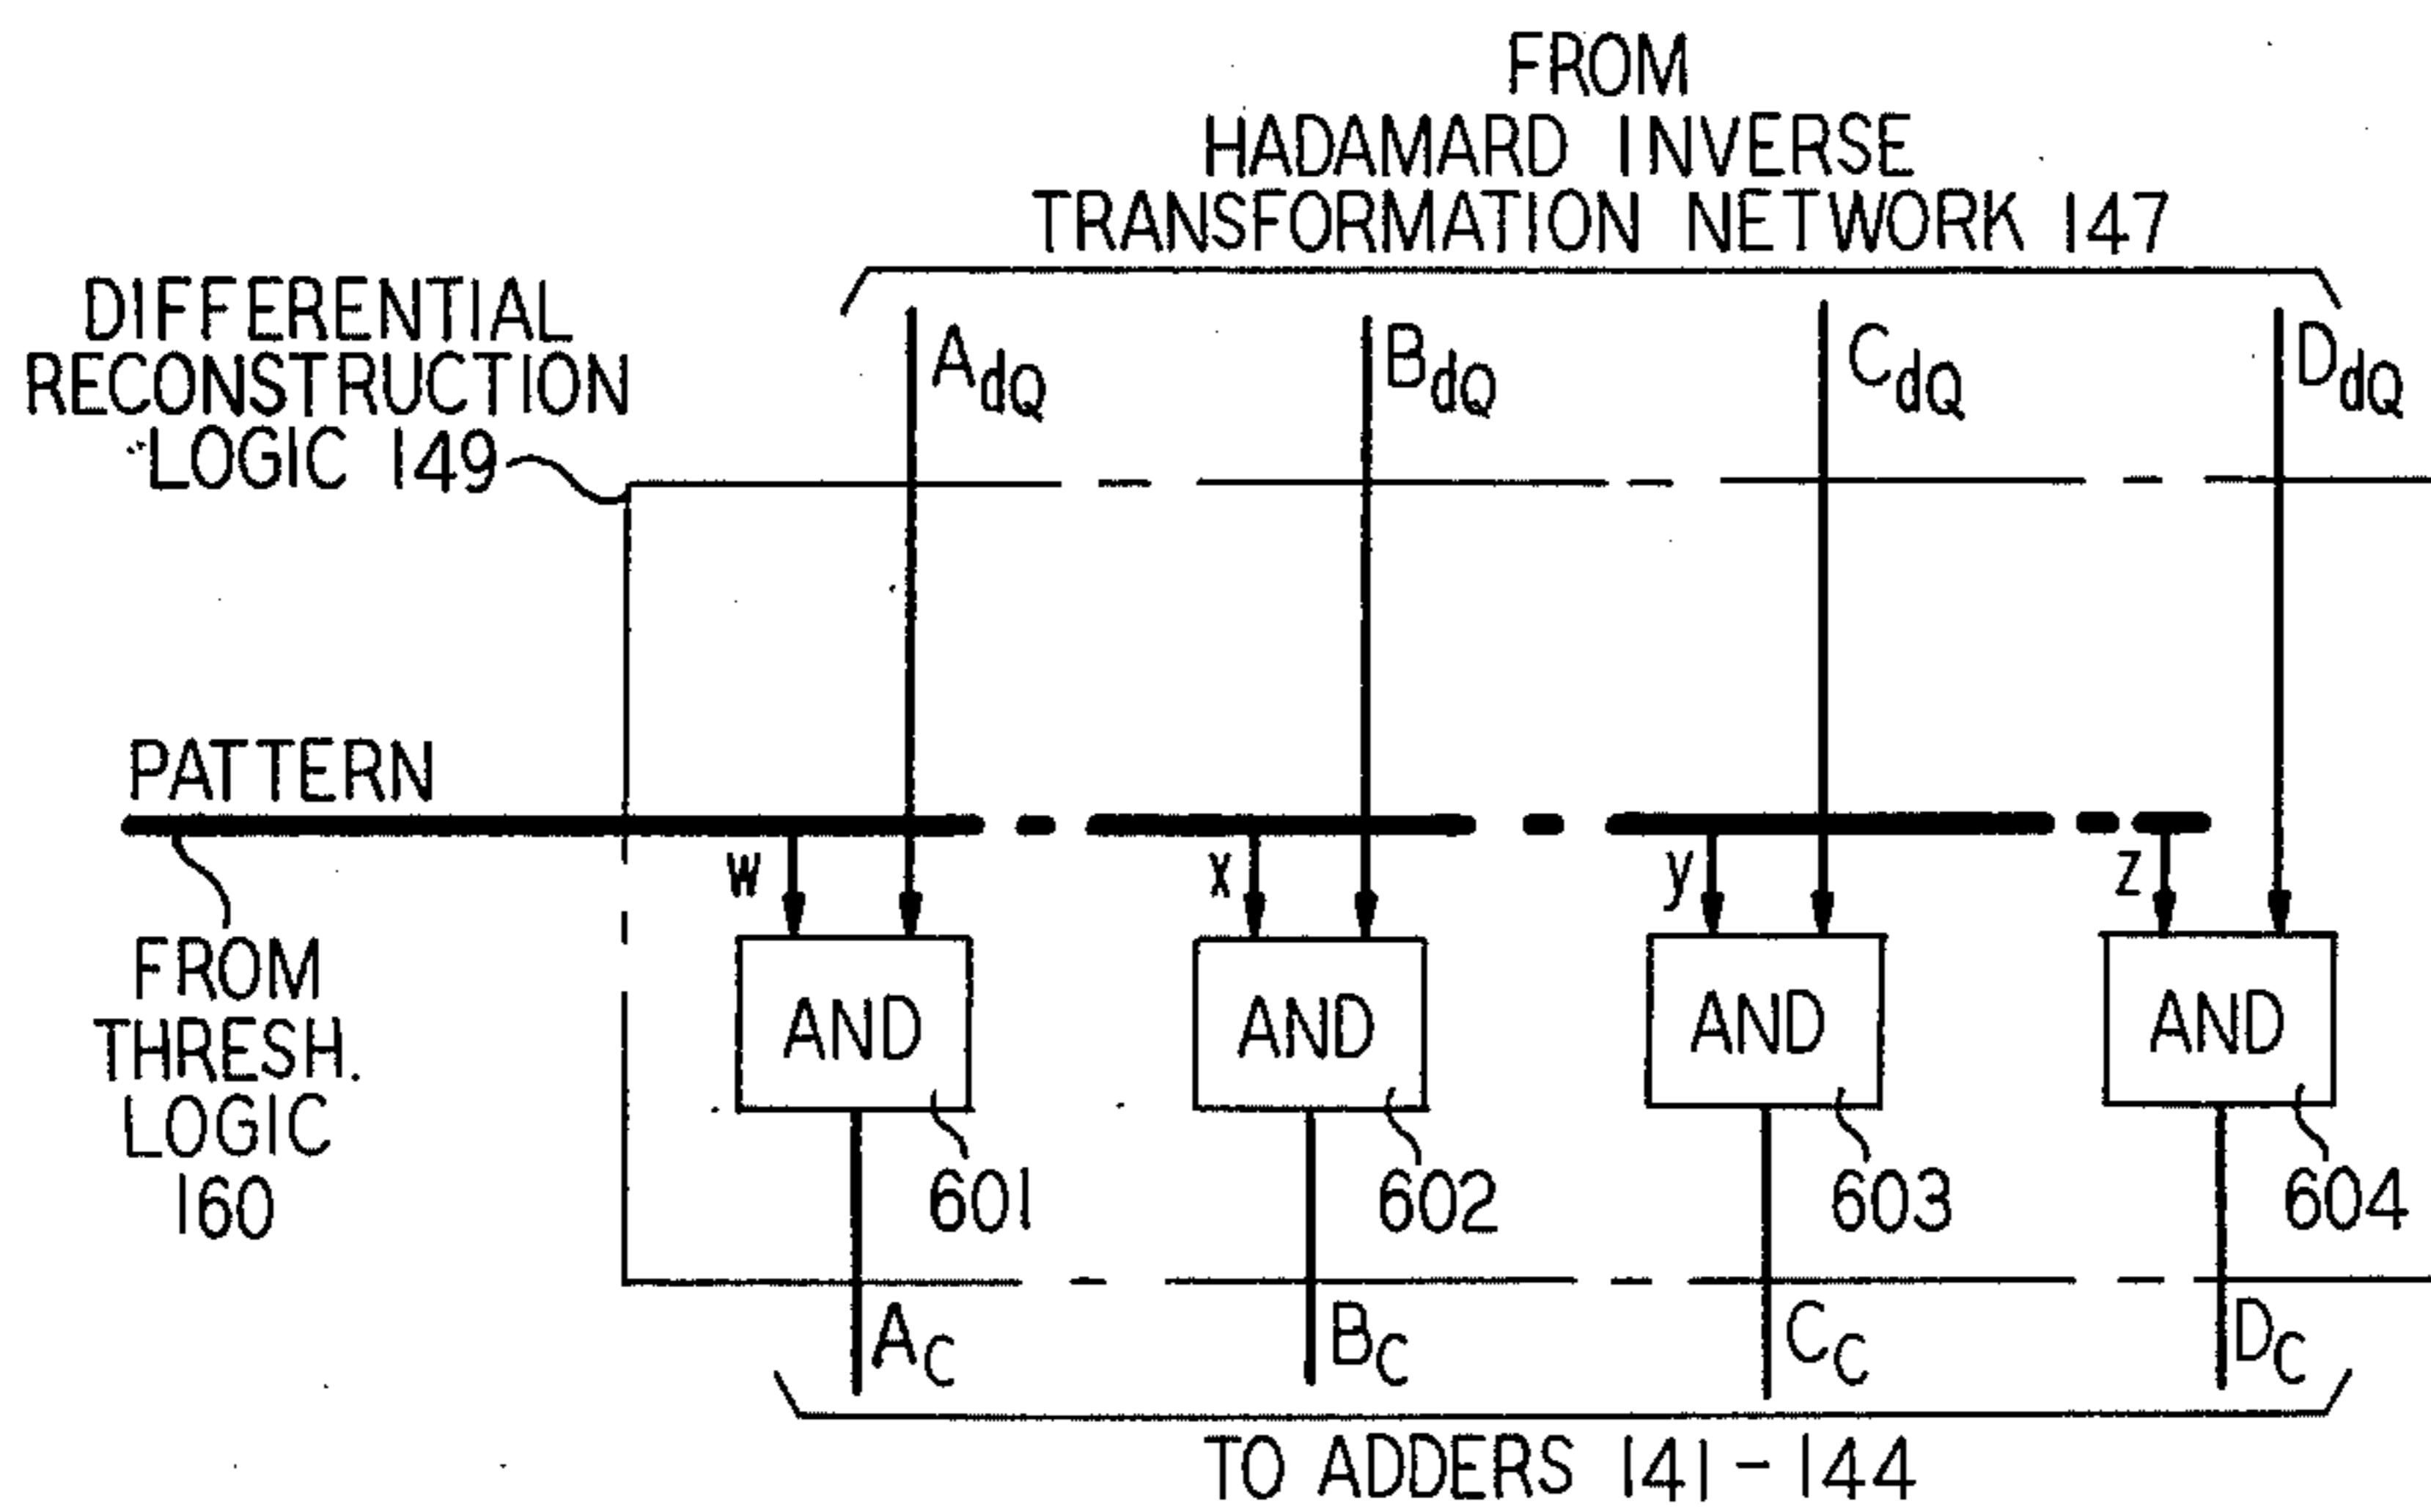 FROM
HADAMARD INVERSE
TRANSFORMATION NETWORK 147
DIFFERENTIAL
RECONSTRUCTION
LOGIC 149
AdQ
BdQ
CdQ
DdQ
PATTERN
w
x
y
z
FROM
THRESH.
LOGIC
160
AND
AND
AND
AND
601
602
603
604
AC
BC
CC
DC
TO ADDERS 141-144